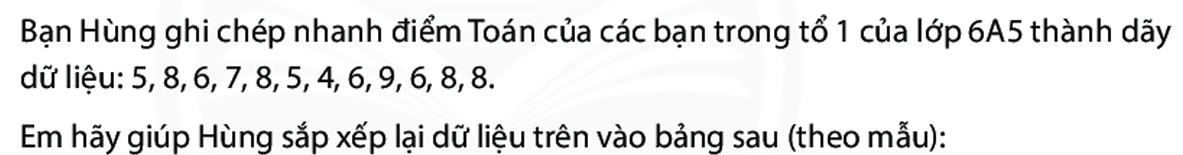 Bạn Hùng ghi chép nhanh điểm Toán của các bạn trong tổ 1 của lớp 6A5 thành dãy
dữ liệu: 5, 8, 6, 7, 8, 5, 4, 6, 9, 6, 8, 8.
Em hãy giúp Hùng sắp xếp lại dữ liệu trên vào bảng sau (theo mẫu):